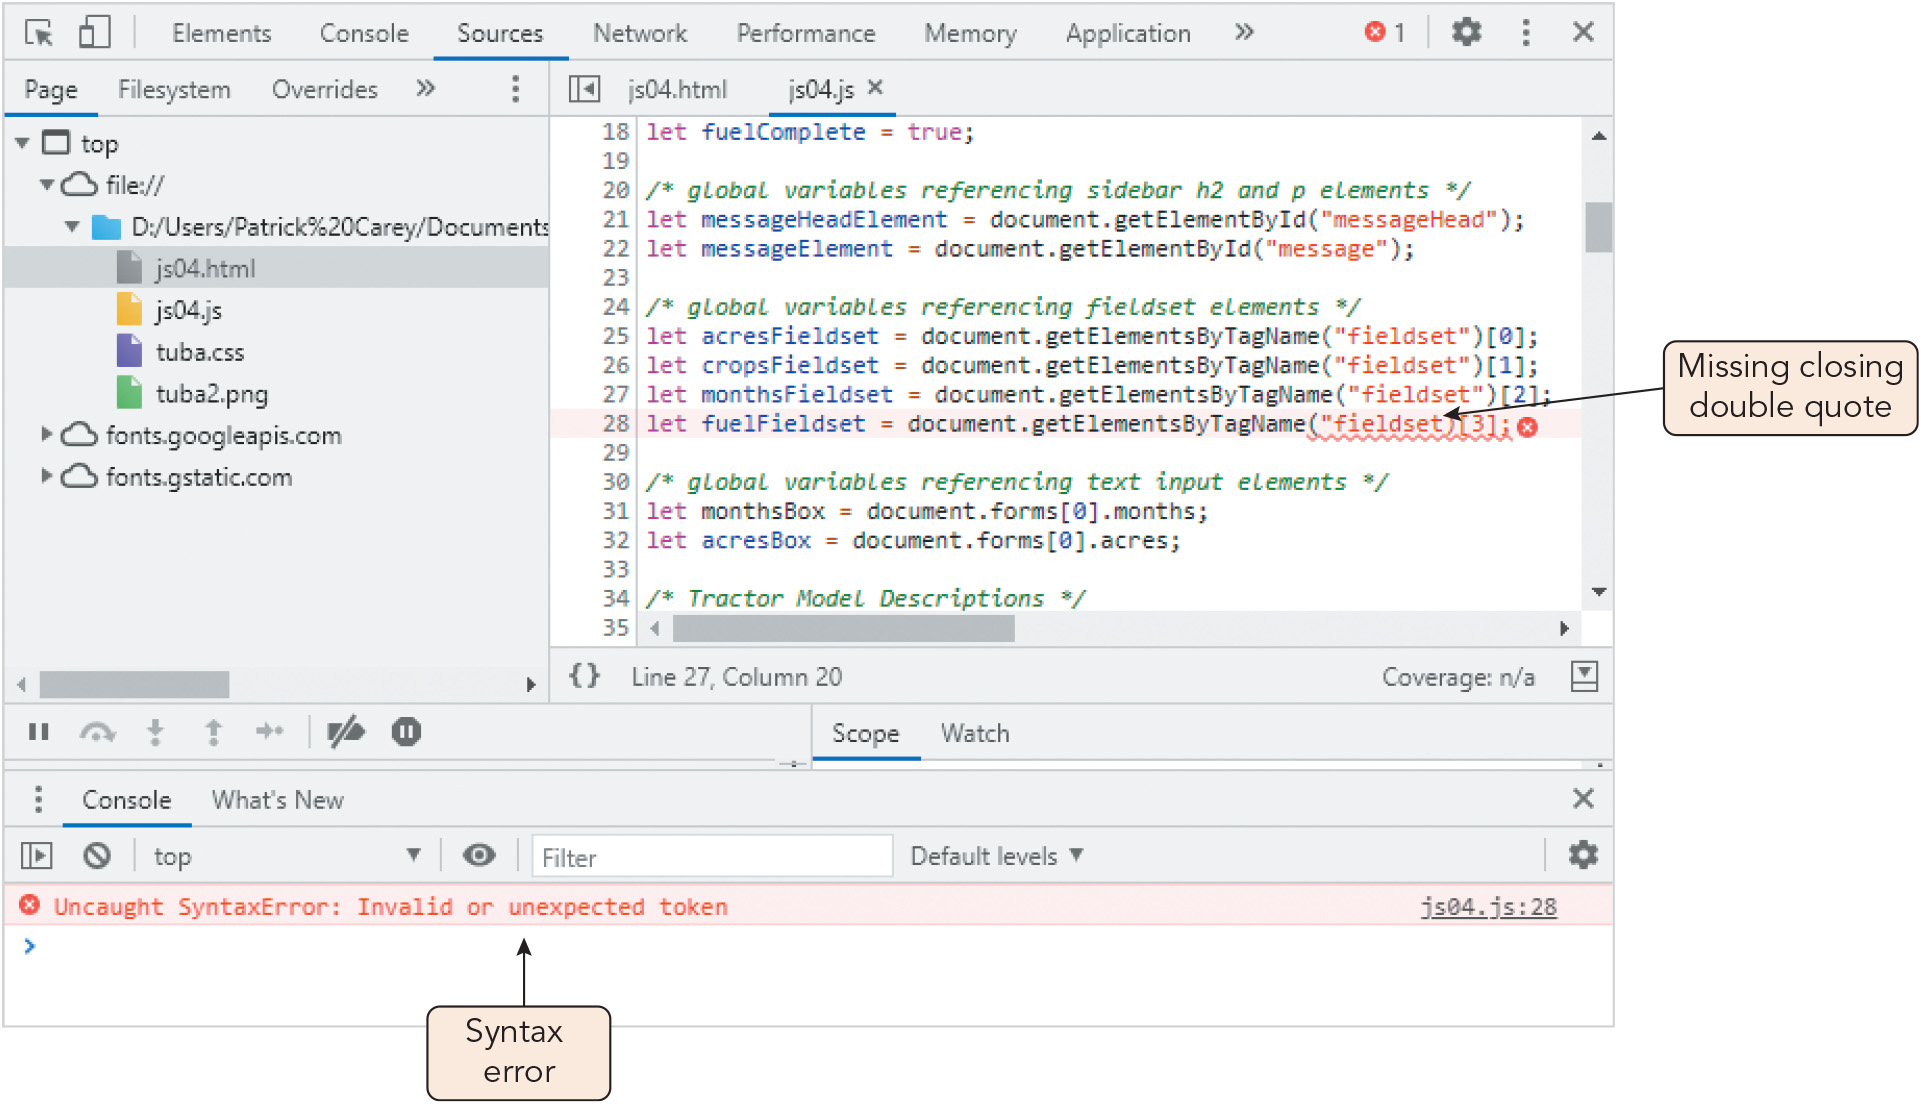 Elements Console Sources Network Performance Memory Application » 1
Page Filesystem Overrides » js04.html js04.js
top
file://
D:/Users/Patrick%20Carey/Documents
js04.html
js04.js
tuba.css
tuba2.png
fonts.googleapis.com
fonts.gstatic.com
18 let fuelComplete = true;
19
20 /* global variables referencing sidebar h2 and p elements */
21 let messageHeadElement = document.getElementById("messageHead");
22 let messageElement = document.getElementById("message");
23
24 /* global variables referencing fieldset elements */
25 let acresFieldset = document.getElementsByTagName("fieldset")[0];
26 let cropsFieldset = document.getElementsByTagName("fieldset")[1];
27 let monthsFieldset = document.getElementsByTagName("fieldset")[2];
28 let fuelFieldset = document.getElementsByTagName("fieldset)[3];
29
30 /* global variables referencing text input elements */
31 let monthsBox = document.forms[0].months;
32 let acresBox = document.forms[0].acres;
33
34 /* Tractor Model Descriptions */
35
Missing closing
double quote
{} Line 27, Column 20 Coverage: n/a
Scope Watch
Console What's New
top Filter Default levels
Uncaught SyntaxError: Invalid or unexpected token js04.js:28
Syntax
error